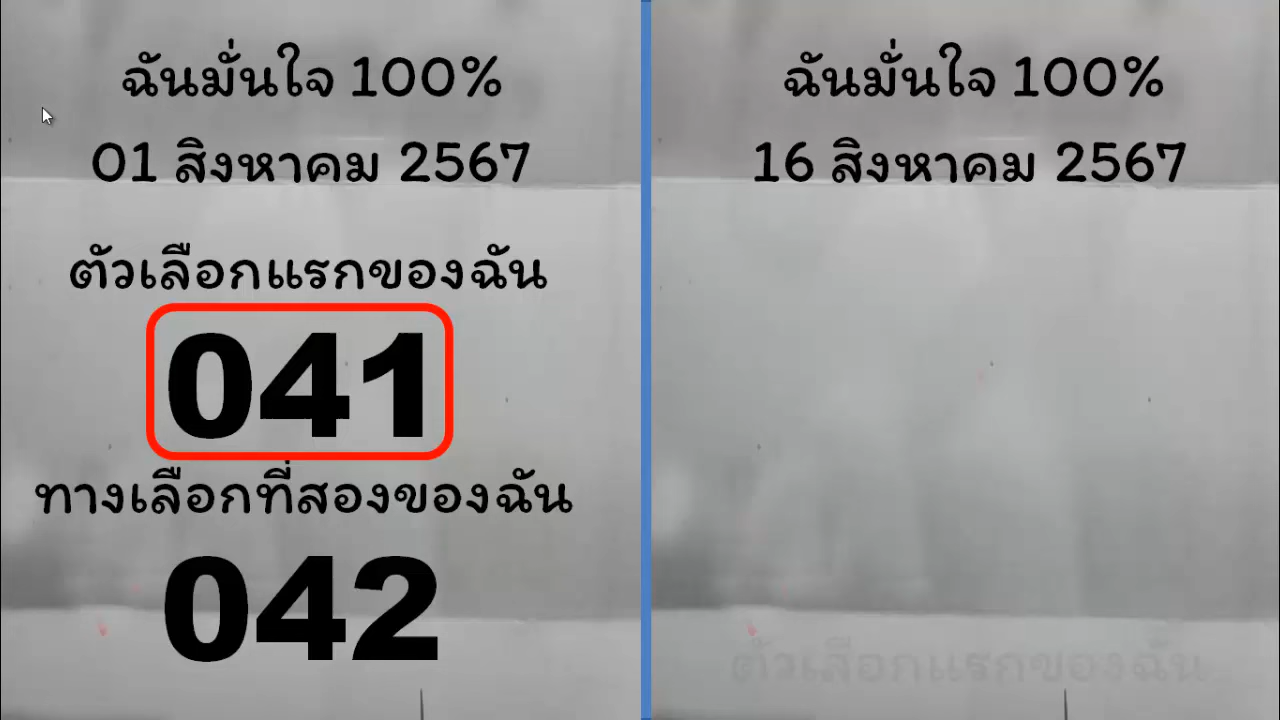 ฉันมั่นใจ 100%
01 สิงหาคม 2567
ตัวเลือกแรกของฉัน
041
ทางเลือกที่สองของฉัน
042
ฉันมั่นใจ 100%
16 สิงหาคม 2567
ตัวเลือกแรกของฉัน